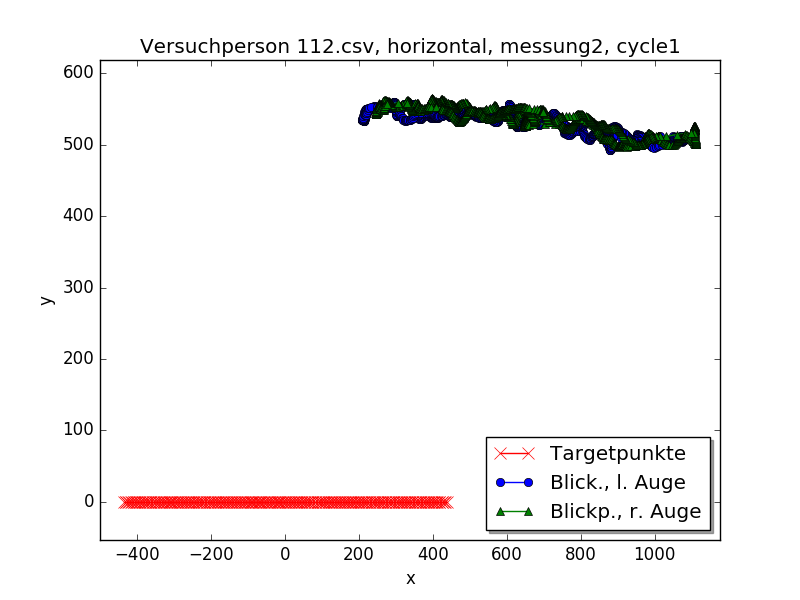 Versuchperson 112.csv, horizontal, messung2, cycle1
600
500
400
300
200
100
0
y
−400 −200 0 200 400 600 800 1000
x
Targetpunkte
Blick., l. Auge
Blickp., r. Auge